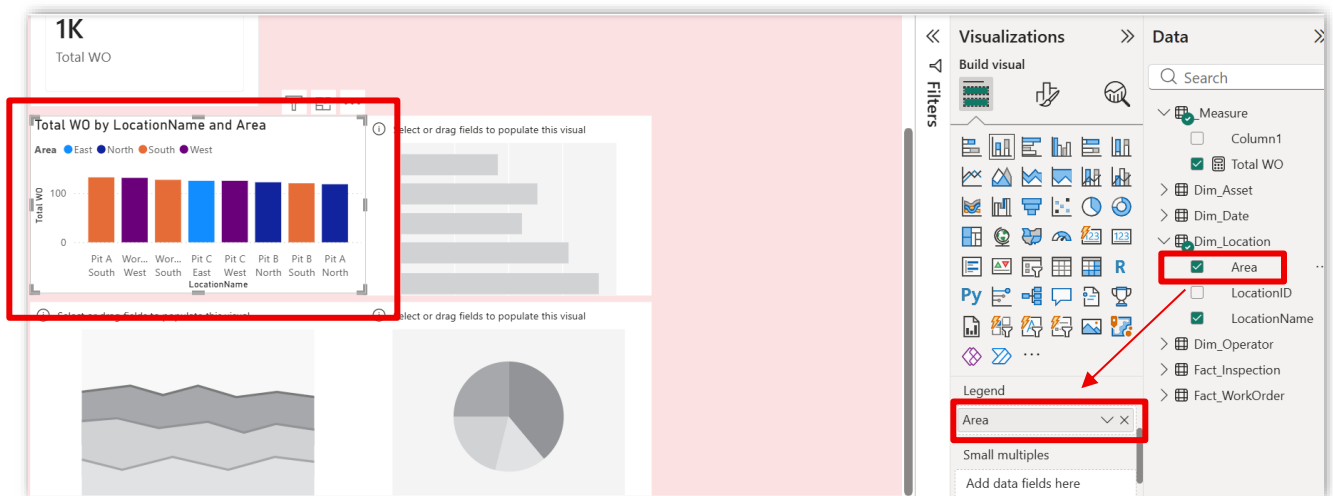 1K
Total WO
Total WO by LocationName and Area
Area East North South West
Total WO
100
0
Pit A South
Wor... West
Wor... South
Pit C East
Pit C West
Pit B North
Pit B South
Pit A North
LocationName
Select or drag fields to populate this visual
Select or drag fields to populate this visual
Select or drag fields to populate this visual
Filters
Visualizations
Build visual
123
123
R
Py
Legend
Area
Small multiples
Add data fields here
Data
Search
_Measure
Column1
Total WO
Dim_Asset
Dim_Date
Dim_Location
Area
LocationID
LocationName
Dim_Operator
Fact_Inspection
Fact_WorkOrder